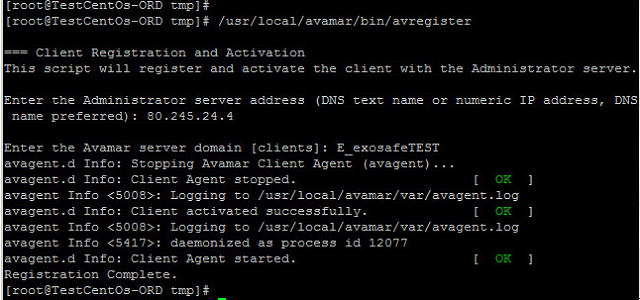 [root@TestCentOs-ORD tmp]#
[root@TestCentOs-ORD tmp]# /usr/local/avamar/bin/avregister
=== Client Registration and Activation
This script will register and activate the client with the Administrator server.
Enter the Administrator server address (DNS text name or numeric IP address, DNS
name preferred): 80.245.24.4
Enter the Avamar server domain [clients]: E_exosafeTEST
avagent.d Info: Stopping Avamar Client Agent (avagent)...
avagent.d Info: Client Agent stopped. [ OK ]
avagent Info <5008>: Logging to /usr/local/avamar/var/avagent.log
avagent.d Info: Client activated successfully. [ OK ]
avagent Info <5008>: Logging to /usr/local/avamar/var/avagent.log
avagent Info <5417>: daemonized as process id 12077
avagent.d Info: Client Agent started. [ OK ]
Registration Complete.
[root@TestCentOs-ORD tmp]#